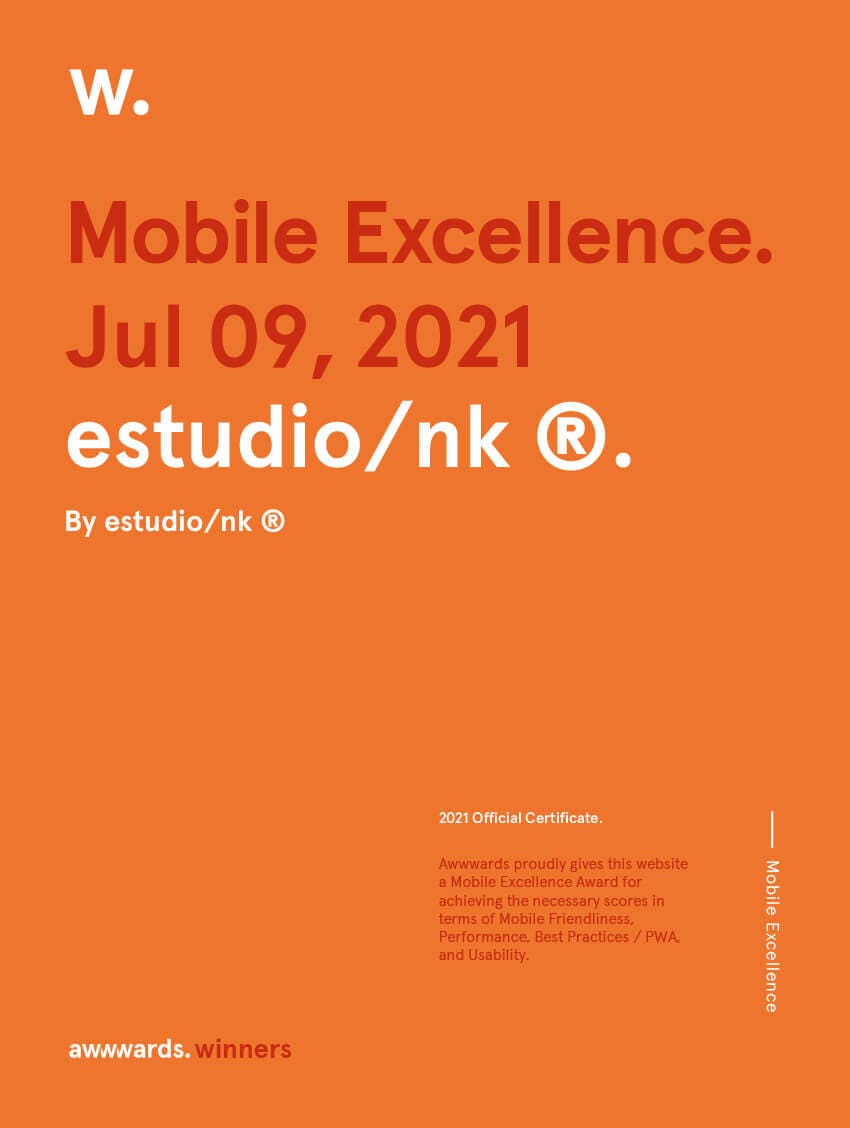 w.
Mobile Excellence.
Jul 09, 2021
estudio/nk ®.
By estudio/nk ®
2021 Official Certificate.
Awwwards proudly gives this website
a Mobile Excellence Award for
achieving the necessary scores in
terms of Mobile Friendliness,
Performance, Best Practices / PWA,
and Usability.
Mobile Excellence
awwwards.winners